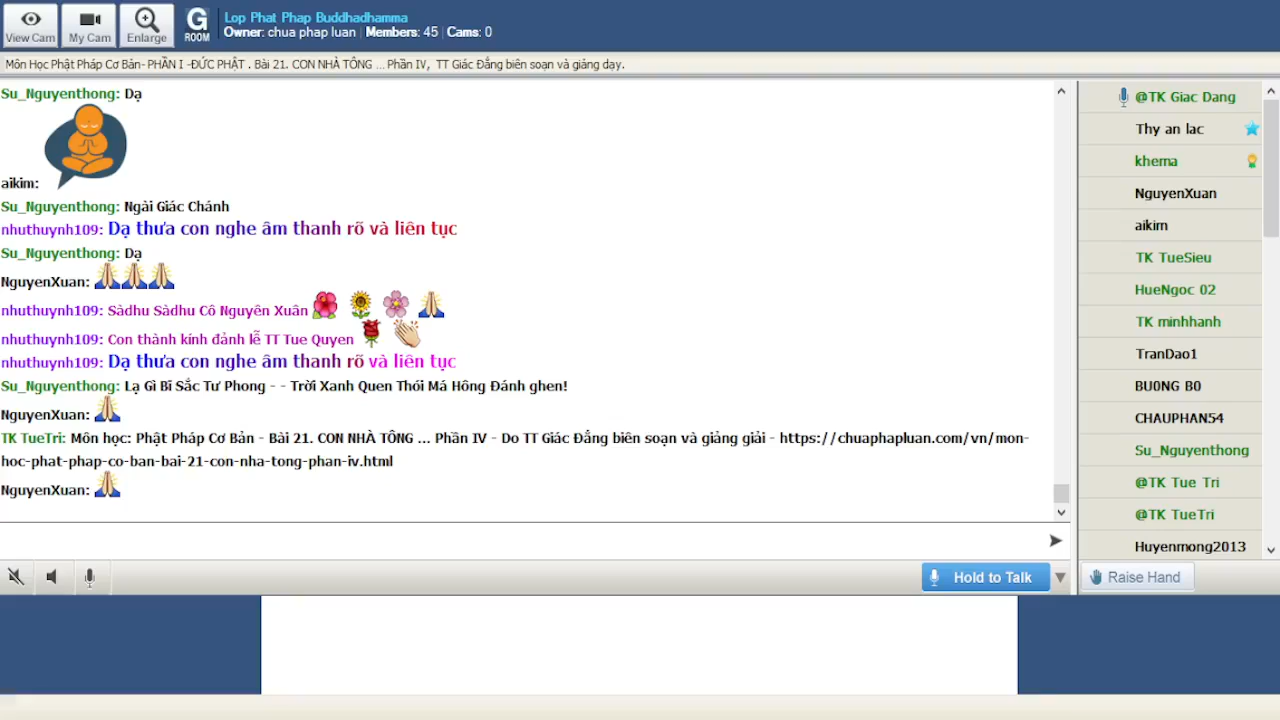 View Cam
My Cam
Enlarge
G
ROOM
Lop Phat Phap Buddhadhamma
Owner: chua phap luan | Members: 45 | Cams: 0
Môn Học Phật Pháp Cơ Bản- PHẦN I -ĐỨC PHẬT . Bài 21. CON NHÀ TÔNG ... Phần IV, TT Giác Đẳng biên soạn và giảng dạy.
Su_Nguyenthong: Dạ
aikim:
Su_Nguyenthong: Ngài Giác Chánh
nhuthuynh109: Dạ thưa con nghe âm thanh rõ và liên tục
Su_Nguyenthong: Dạ
NguyenXuan:
nhuthuynh109: Sàdhu Sàdhu Cô Nguyên Xuân
nhuthuynh109: Con thành kính đảnh lễ TT Tue Quyen
nhuthuynh109: Dạ thưa con nghe âm thanh rõ và liên tục
Su_Nguyenthong: Lạ Gì Bỉ Sắc Tư Phong - - Trời Xanh Quen Thói Má Hồng Đánh ghen!
NguyenXuan:
TK TueTri: Môn học: Phật Pháp Cơ Bản - Bài 21. CON NHÀ TÔNG ... Phần IV - Do TT Giác Đẳng biên soạn và giảng giải - https://chuaphapluan.com/vn/mon-
hoc-phat-phap-co-ban-bai-21-con-nha-tong-phan-iv.html
NguyenXuan:
@TK Giac Dang
Thy an lac
khema
NguyenXuan
aikim
TK TueSieu
HueNgoc 02
TK minhhanh
TranDao1
BU0NG B0
CHAUPHAN54
Su_Nguyenthong
@TK Tue Tri
@TK TueTri
Huyenmong2013
Hold to Talk
Raise Hand